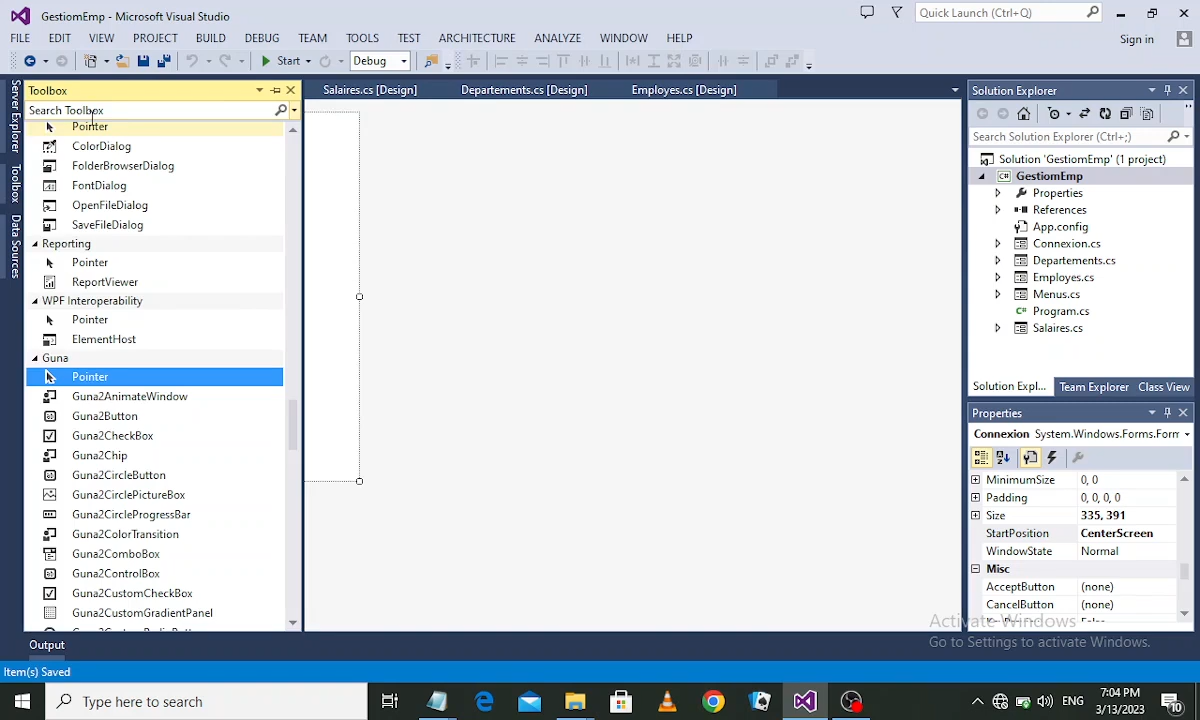 GestiomEmp - Microsoft Visual Studio
Quick Launch (Ctrl+Q)
FILE EDIT VIEW PROJECT BUILD DEBUG TEAM TOOLS TEST ARCHITECTURE ANALYZE WINDOW HELP
Sign in
Start
Debug
Server Explorer
Toolbox
Data Sources
Toolbox
Search Toolbox
Pointer
ColorDialog
FolderBrowserDialog
FontDialog
OpenFileDialog
SaveFileDialog
Reporting
Pointer
ReportViewer
WPF Interoperability
Pointer
ElementHost
Guna
Pointer
Guna2AnimateWindow
Guna2Button
Guna2CheckBox
Guna2Chip
Guna2CircleButton
Guna2CirclePictureBox
Guna2CircleProgressBar
Guna2ColorTransition
Guna2ComboBox
Guna2ControlBox
Guna2CustomCheckBox
Guna2CustomGradientPanel
Salaires.cs [Design]
Departements.cs [Design]
Employes.cs [Design]
Solution Explorer
Search Solution Explorer (Ctrl+;)
Solution 'GestiomEmp' (1 project)
C# GestiomEmp
Properties
References
App.config
Connexion.cs
Departements.cs
Employes.cs
Menus.cs
C# Program.cs
Salaires.cs
Solution Expl...
Team Explorer
Class View
Properties
Connexion System.Windows.Forms.Form
MinimumSize 0, 0
Padding 0, 0, 0, 0
Size 335, 391
StartPosition CenterScreen
WindowState Normal
Misc
AcceptButton (none)
CancelButton (none)
Activate Windows
Go to Settings to activate Windows.
Output
Item(s) Saved
Type here to search
ENG
7:04 PM
3/13/2023
10